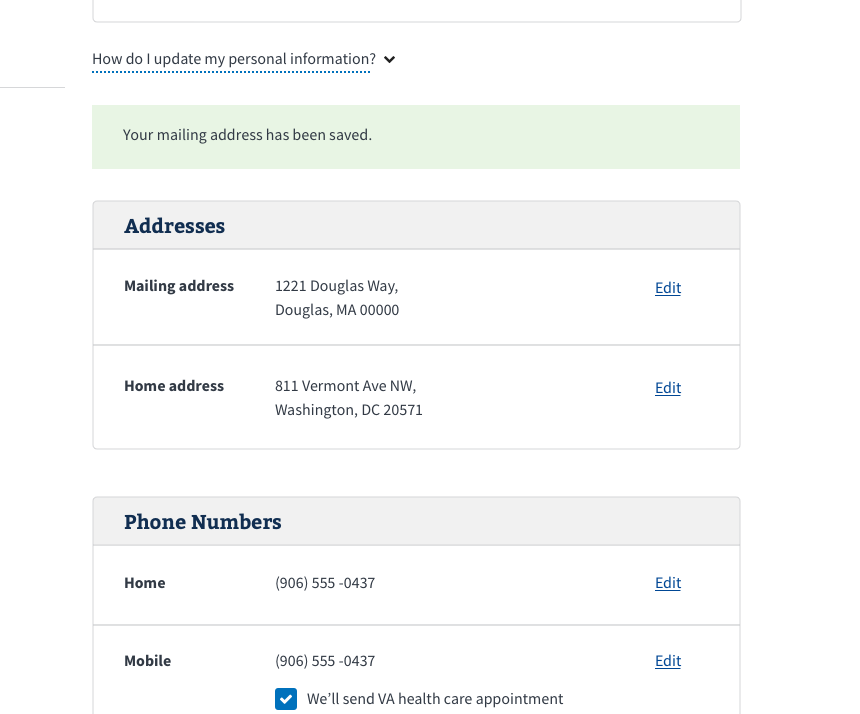 How do I update my personal information?
Your mailing address has been saved.
Addresses
Mailing address
1221 Douglas Way,
Douglas, MA 00000
Edit
Home address
811 Vermont Ave NW,
Washington, DC 20571
Edit
Phone Numbers
Home
(906) 555 -0437
Edit
Mobile
(906) 555 -0437
Edit
We’ll send VA health care appointment